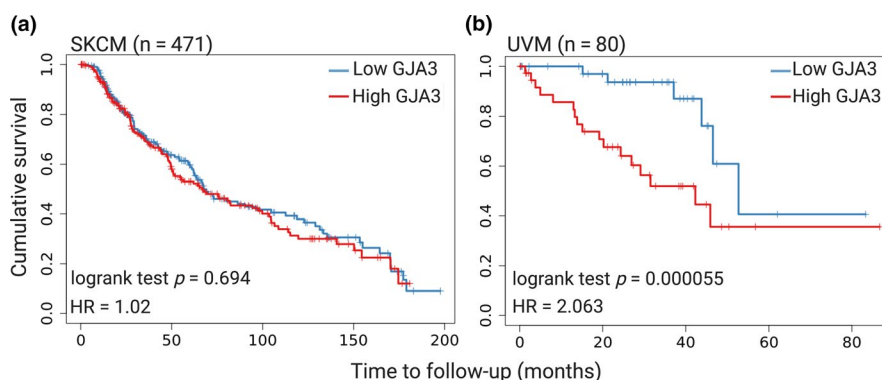 (a)
SKCM (n = 471)
Low GJA3
High GJA3
Cumulative survival
1.0
0.8
0.6
0.4
0.2
0.0
logrank test p = 0.694
HR = 1.02
0 50 100 150 200
(b)
UVM (n = 80)
Low GJA3
High GJA3
1.0
0.8
0.6
0.4
0.2
0.0
logrank test p = 0.000055
HR = 2.063
0 20 40 60 80
Time to follow-up (months)